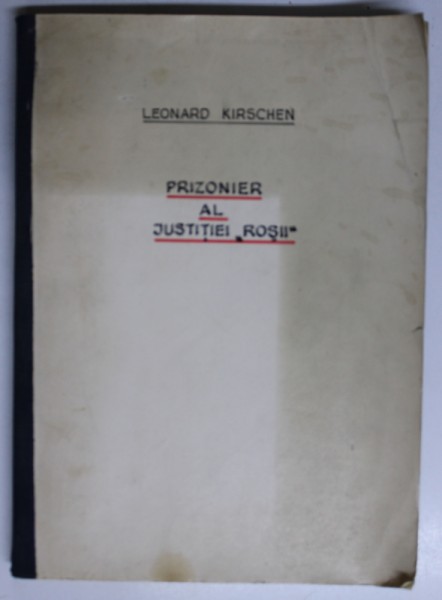 LEONARD KIRSCHEN
PRIZONIER
AL
JUSTIȚIEI „ROȘII"